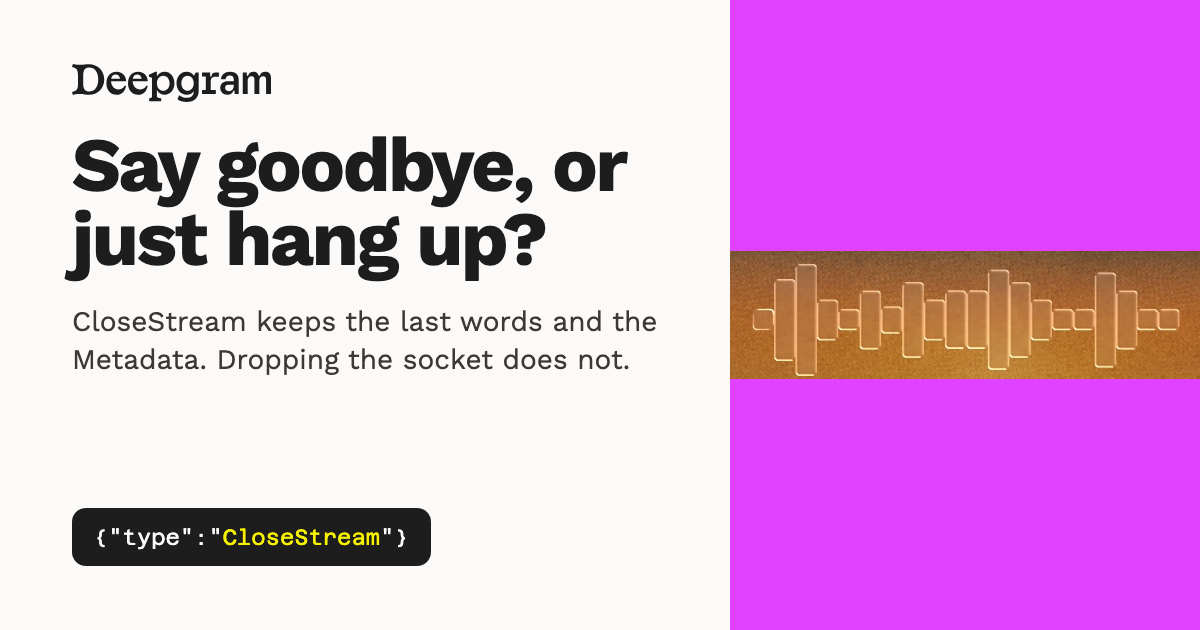 Deepgram
Say goodbye, or
just hang up?
CloseStream keeps the last words and the
Metadata. Dropping the socket does not.
{"type":"CloseStream"}